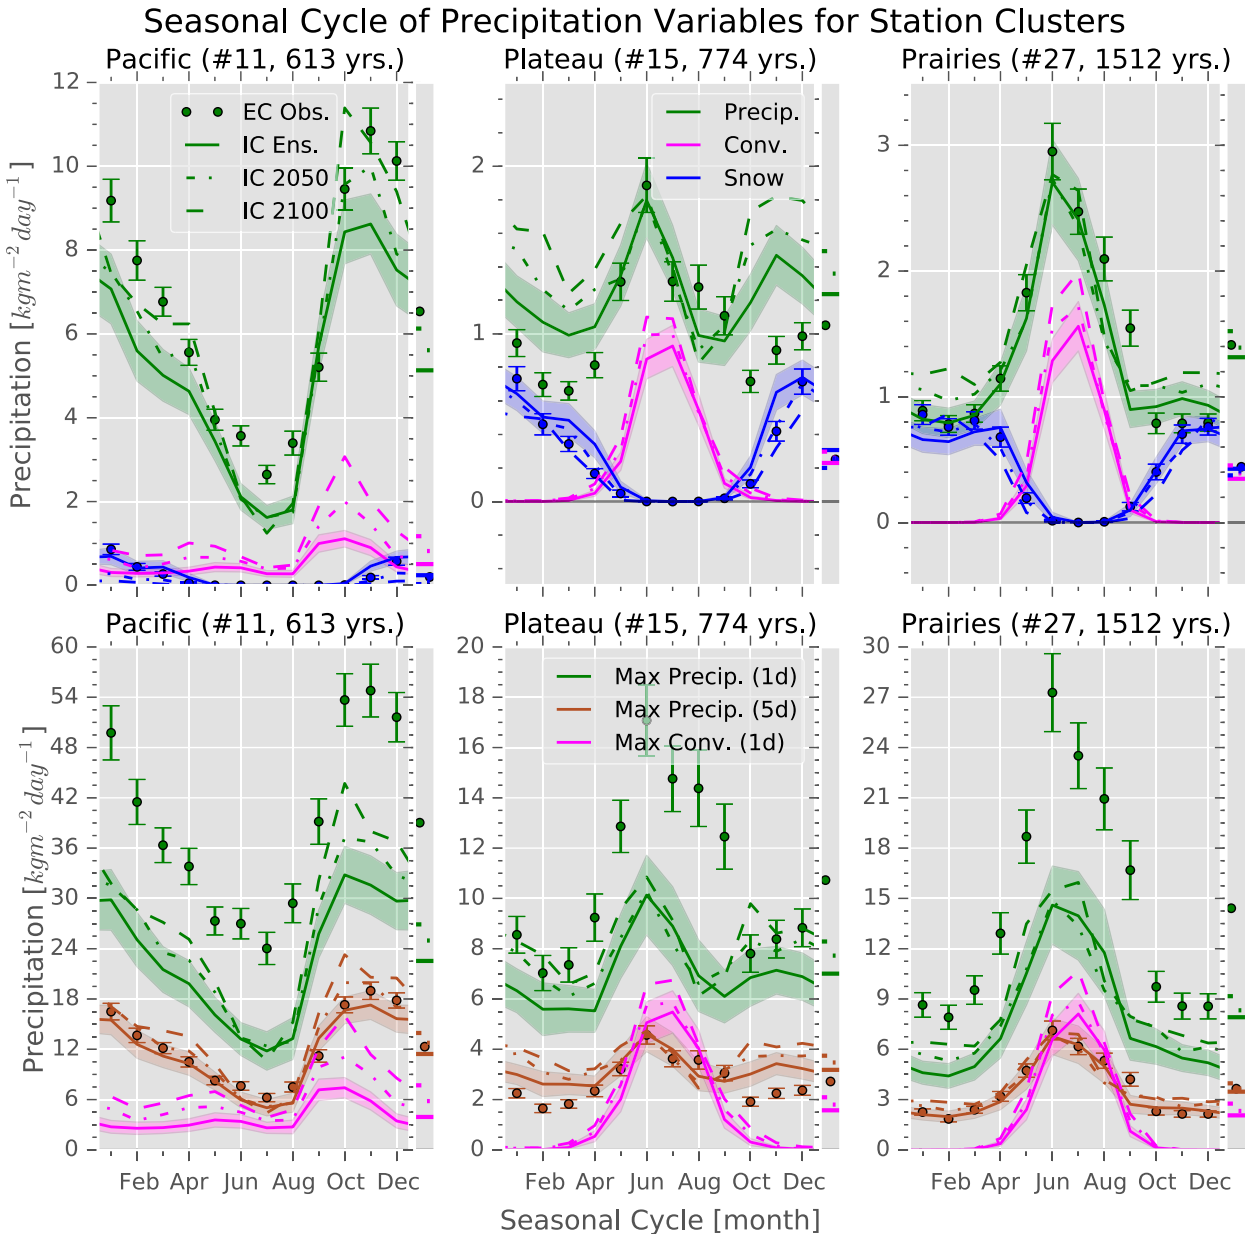 Seasonal Cycle of Precipitation Variables for Station Clusters
Pacific (#11, 613 yrs.)
Plateau (#15, 774 yrs.)
Prairies (#27, 1512 yrs.)
12
10
8
6
4
2
0
Precipitation [kgm⁻² day⁻¹]
EC Obs.
IC Ens.
IC 2050
IC 2100
2
1
0
Precip.
Conv.
Snow
3
2
1
0
Pacific (#11, 613 yrs.)
Plateau (#15, 774 yrs.)
Prairies (#27, 1512 yrs.)
60
54
48
42
36
30
24
18
12
6
0
Precipitation [kgm⁻² day⁻¹]
20
18
16
14
12
10
8
6
4
2
0
Max Precip. (1d)
Max Precip. (5d)
Max Conv. (1d)
30
27
24
21
18
15
12
9
6
3
0
Feb Apr Jun Aug Oct Dec
Feb Apr Jun Aug Oct Dec
Feb Apr Jun Aug Oct Dec
Seasonal Cycle [month]